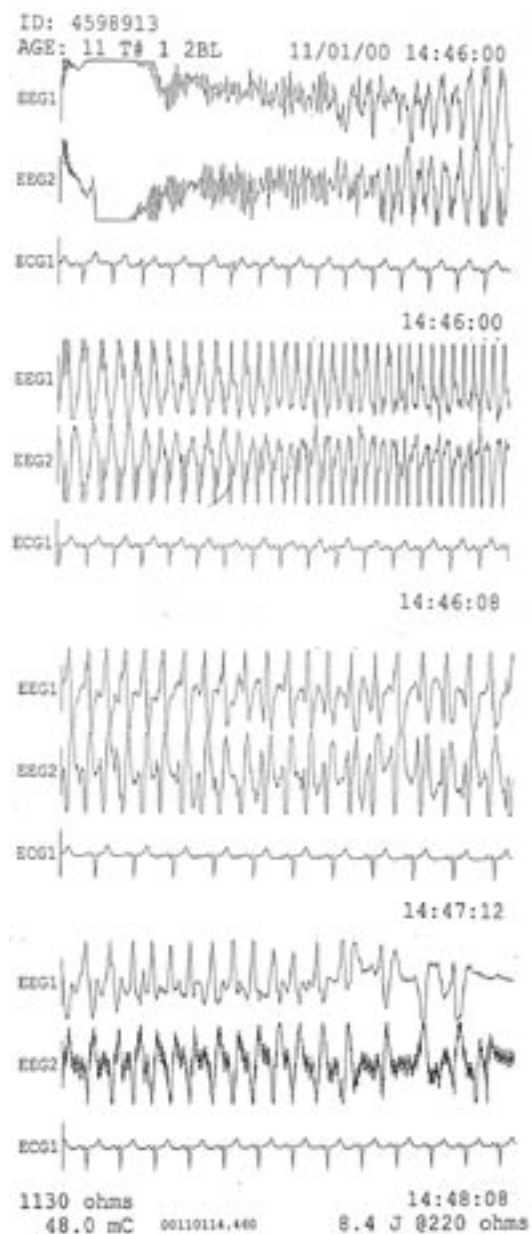 ID: 4598913
AGE: 11 T# 1 2BL 11/01/00 14:46:00
EEG1
EEG2
ECG1
14:46:00
EEG1
EEG2
ECG1
14:46:08
EEG1
EEG2
ECG1
14:47:12
EEG1
EEG2
ECG1
1130 ohms 14:48:08
48.0 mC 00110114.460 8.4 J @220 ohms